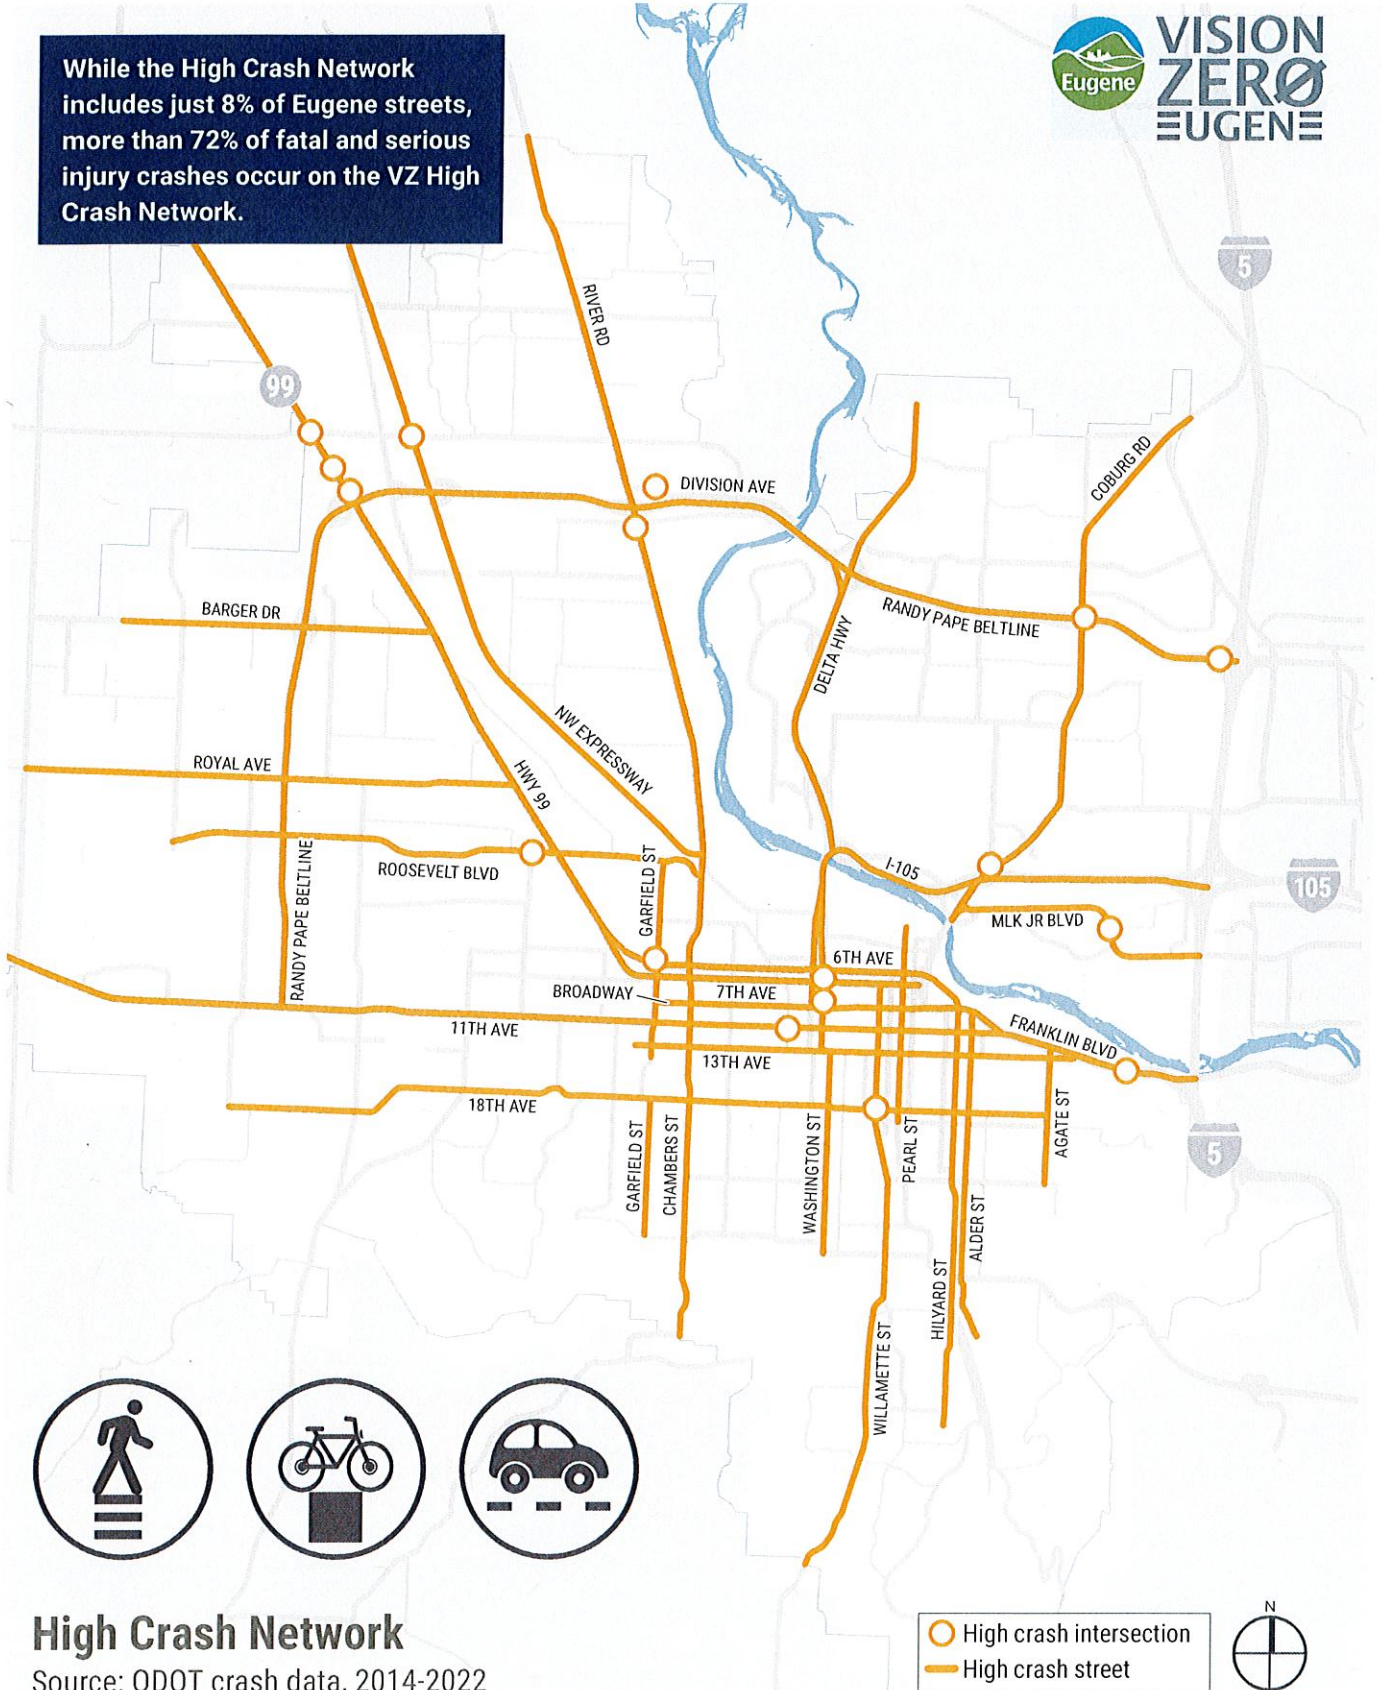 While the High Crash Network
includes just 8% of Eugene streets,
more than 72% of fatal and serious
injury crashes occur on the VZ High
Crash Network.
Eugene
VISION
ZERØ
EUGENE
5
RIVER RD
99
DIVISION AVE
COBURG RD
BARGER DR
RANDY PAPE BELTLINE
DELTA HWY
NW EXPRESSWAY
ROYAL AVE
HWY 99
ROOSEVELT BLVD
GARFIELD ST
I-105
105
RANDY PAPE BELTLINE
MLK JR BLVD
6TH AVE
BROADWAY
7TH AVE
11TH AVE
FRANKLIN BLVD
13TH AVE
18TH AVE
GARFIELD ST
CHAMBERS ST
WASHINGTON ST
PEARL ST
AGATE ST
5
ALDER ST
HILYARD ST
WILLAMETTE ST
High Crash Network
Source: ODOT crash data, 2014-2022
High crash intersection
High crash street
N